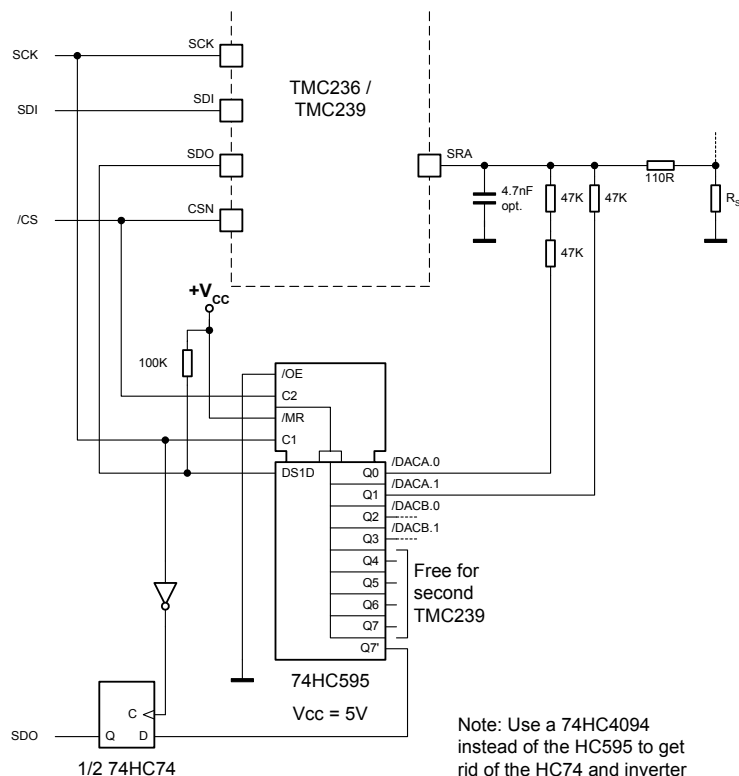 SCK
SCK
TMC236 /
TMC239
SDI
SDI
SDO
SRA
110R
4.7nF
opt.
47K
47K
RS
/CS
CSN
47K
+VCC
100K
/OE
C2
/MR
C1
DS1D
Q0
/DACA.0
Q1
/DACA.1
Q2
/DACB.0
Q3
/DACB.1
Q4
Q5
Q6
Q7
Q7'
Free for
second
TMC239
74HC595
Vcc = 5V
C
SDO
Q
D
1/2 74HC74
Note: Use a 74HC4094
instead of the HC595 to get
rid of the HC74 and inverter